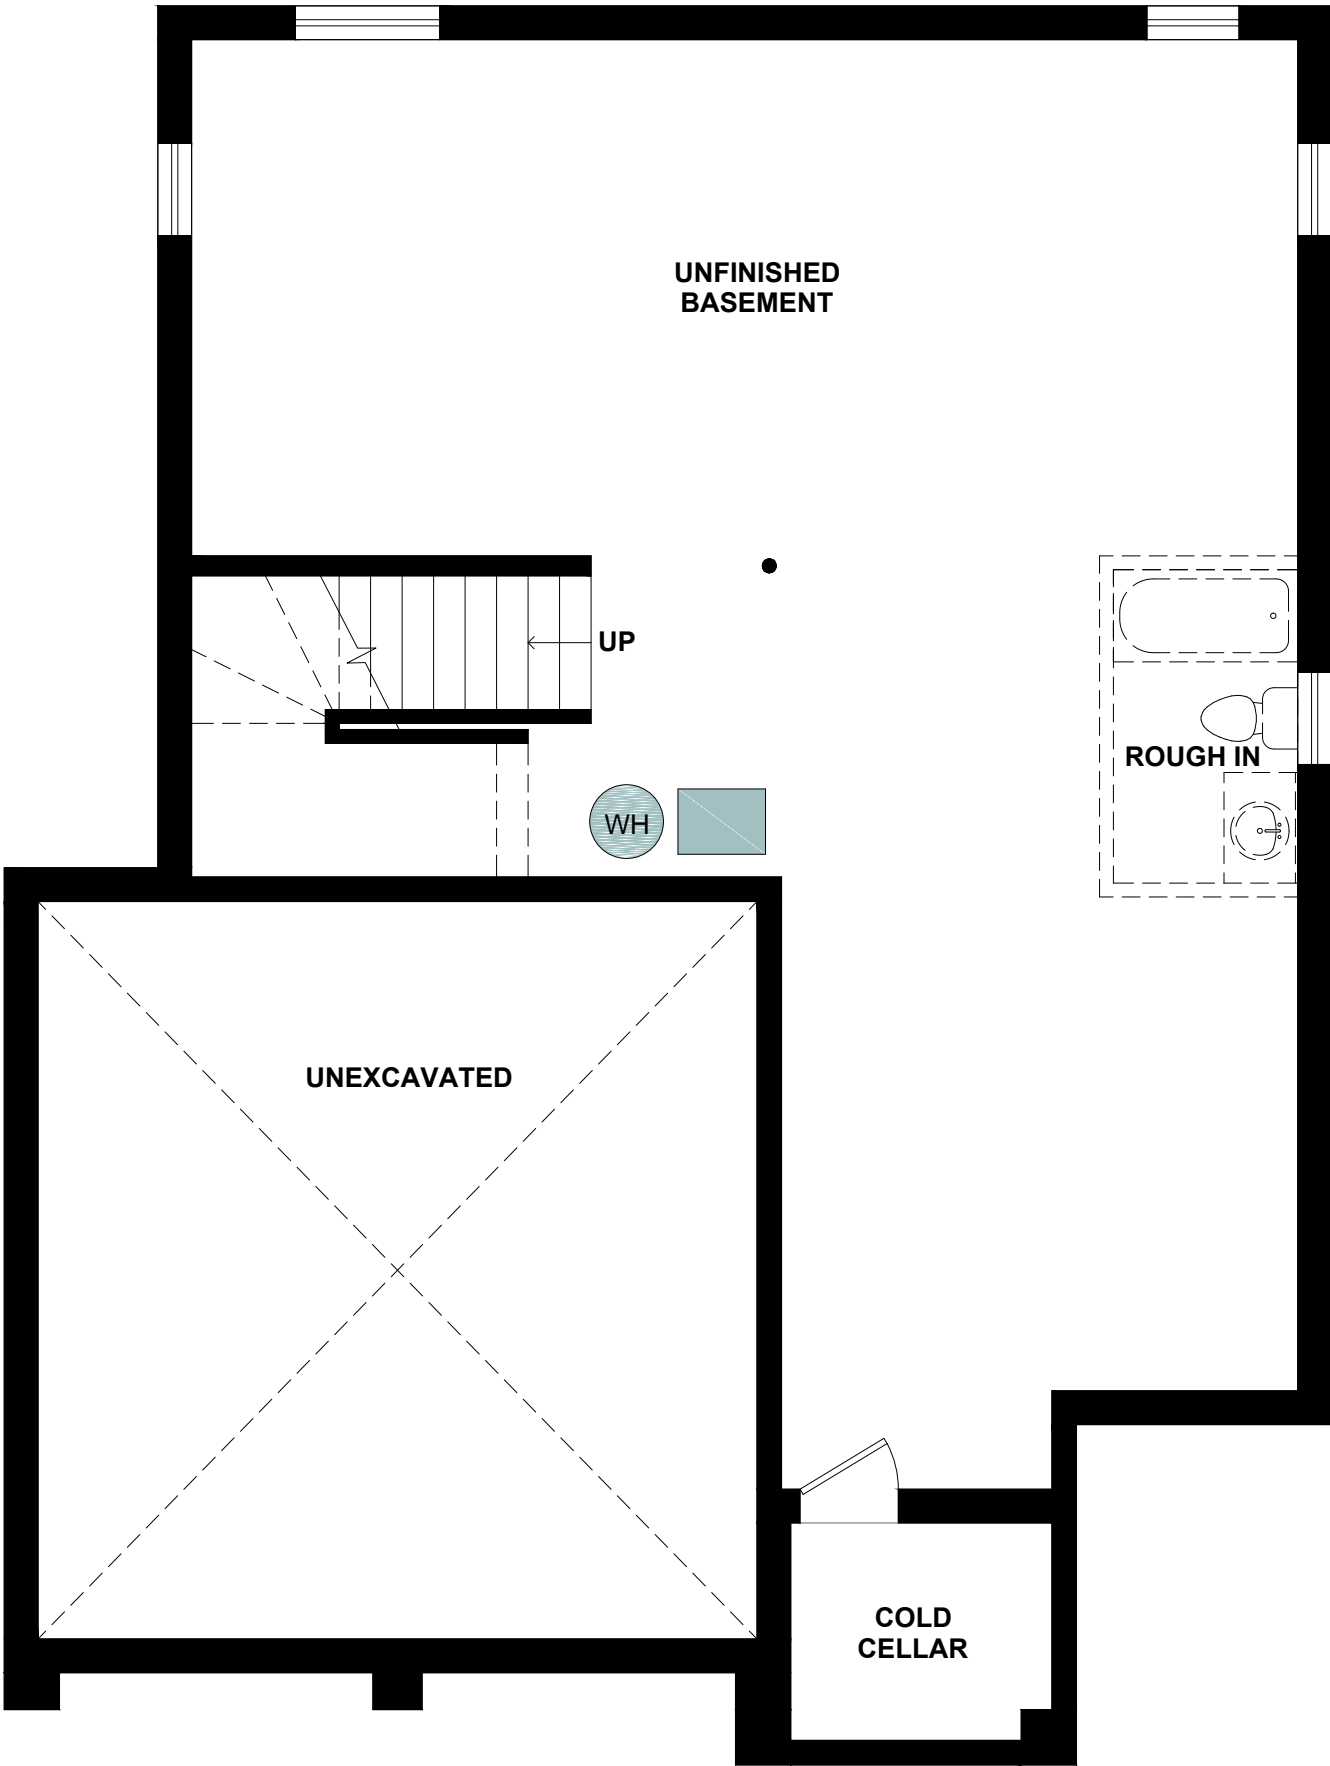 UNFINISHED
BASEMENT
UP
ROUGH IN
WH
UNEXCAVATED
COLD
CELLAR